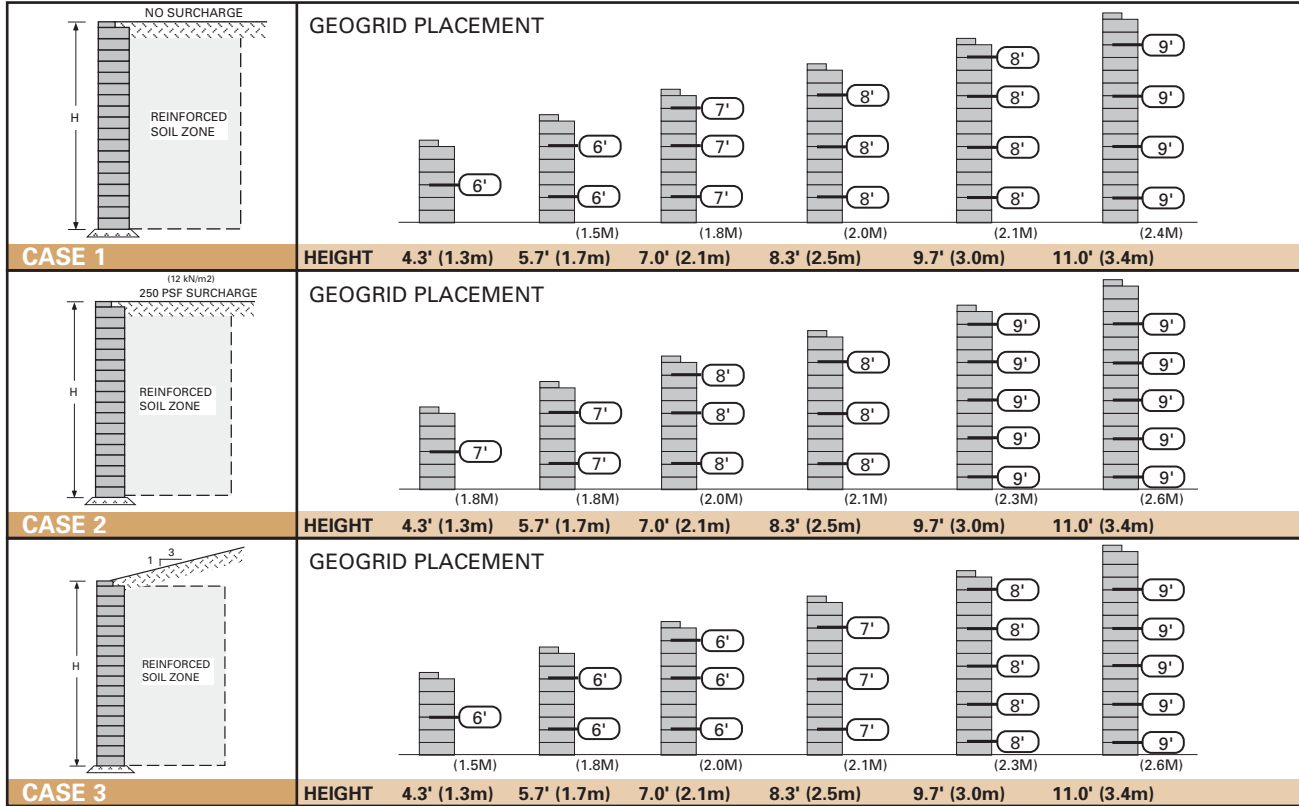 NO SURCHARGE
H
REINFORCED
SOIL ZONE
GEOGRID PLACEMENT
6'
6'
6'
7'
7'
7'
8'
8'
8'
8'
8'
8'
8'
9'
9'
9'
9'
(1.5M) (1.8M) (2.0M) (2.1M) (2.4M)
CASE 1
HEIGHT 4.3' (1.3m) 5.7' (1.7m) 7.0' (2.1m) 8.3' (2.5m) 9.7' (3.0m) 11.0' (3.4m)
(12 kN/m2)
250 PSF SURCHARGE
H
REINFORCED
SOIL ZONE
GEOGRID PLACEMENT
7'
7'
7'
8'
8'
8'
8'
8'
8'
9'
9'
9'
9'
9'
9'
9'
9'
9'
9'
(1.8M) (1.8M) (2.0M) (2.1M) (2.3M) (2.6M)
CASE 2
HEIGHT 4.3' (1.3m) 5.7' (1.7m) 7.0' (2.1m) 8.3' (2.5m) 9.7' (3.0m) 11.0' (3.4m)
3
1
H
REINFORCED
SOIL ZONE
GEOGRID PLACEMENT
6'
6'
6'
6'
6'
6'
7'
7'
7'
8'
8'
8'
8'
8'
9'
9'
9'
9'
9'
(1.5M) (1.8M) (2.0M) (2.1M) (2.3M) (2.6M)
CASE 3
HEIGHT 4.3' (1.3m) 5.7' (1.7m) 7.0' (2.1m) 8.3' (2.5m) 9.7' (3.0m) 11.0' (3.4m)